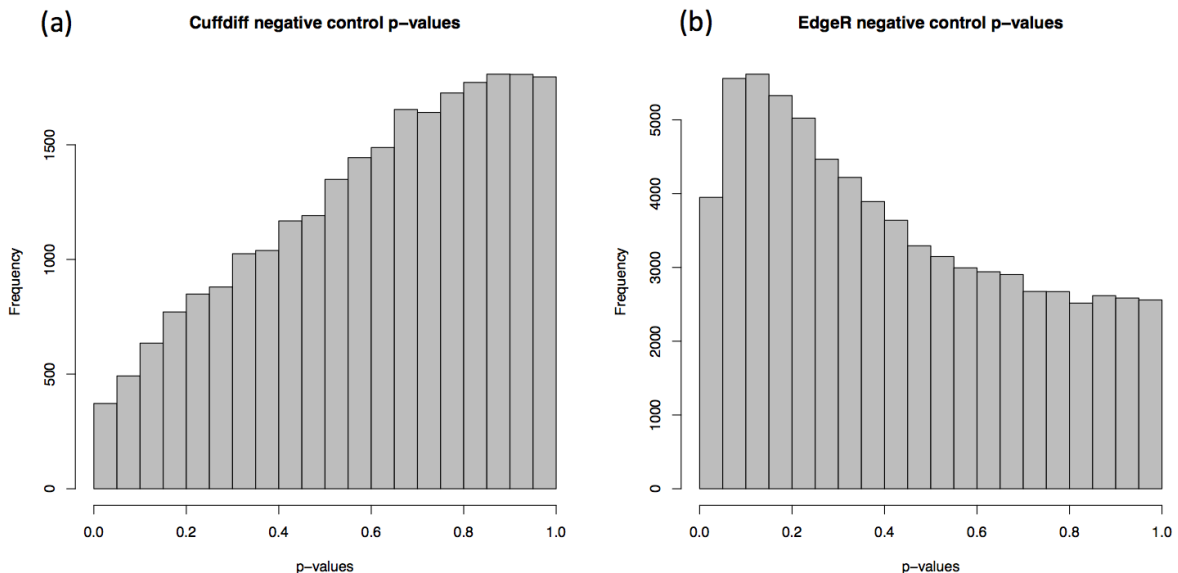 (a)
Cuffdiff negative control p−values
Frequency
0
500
1000
1500
0.0 0.2 0.4 0.6 0.8 1.0
p−values
(b)
EdgeR negative control p−values
Frequency
0
1000
2000
3000
4000
5000
0.0 0.2 0.4 0.6 0.8 1.0
p−values